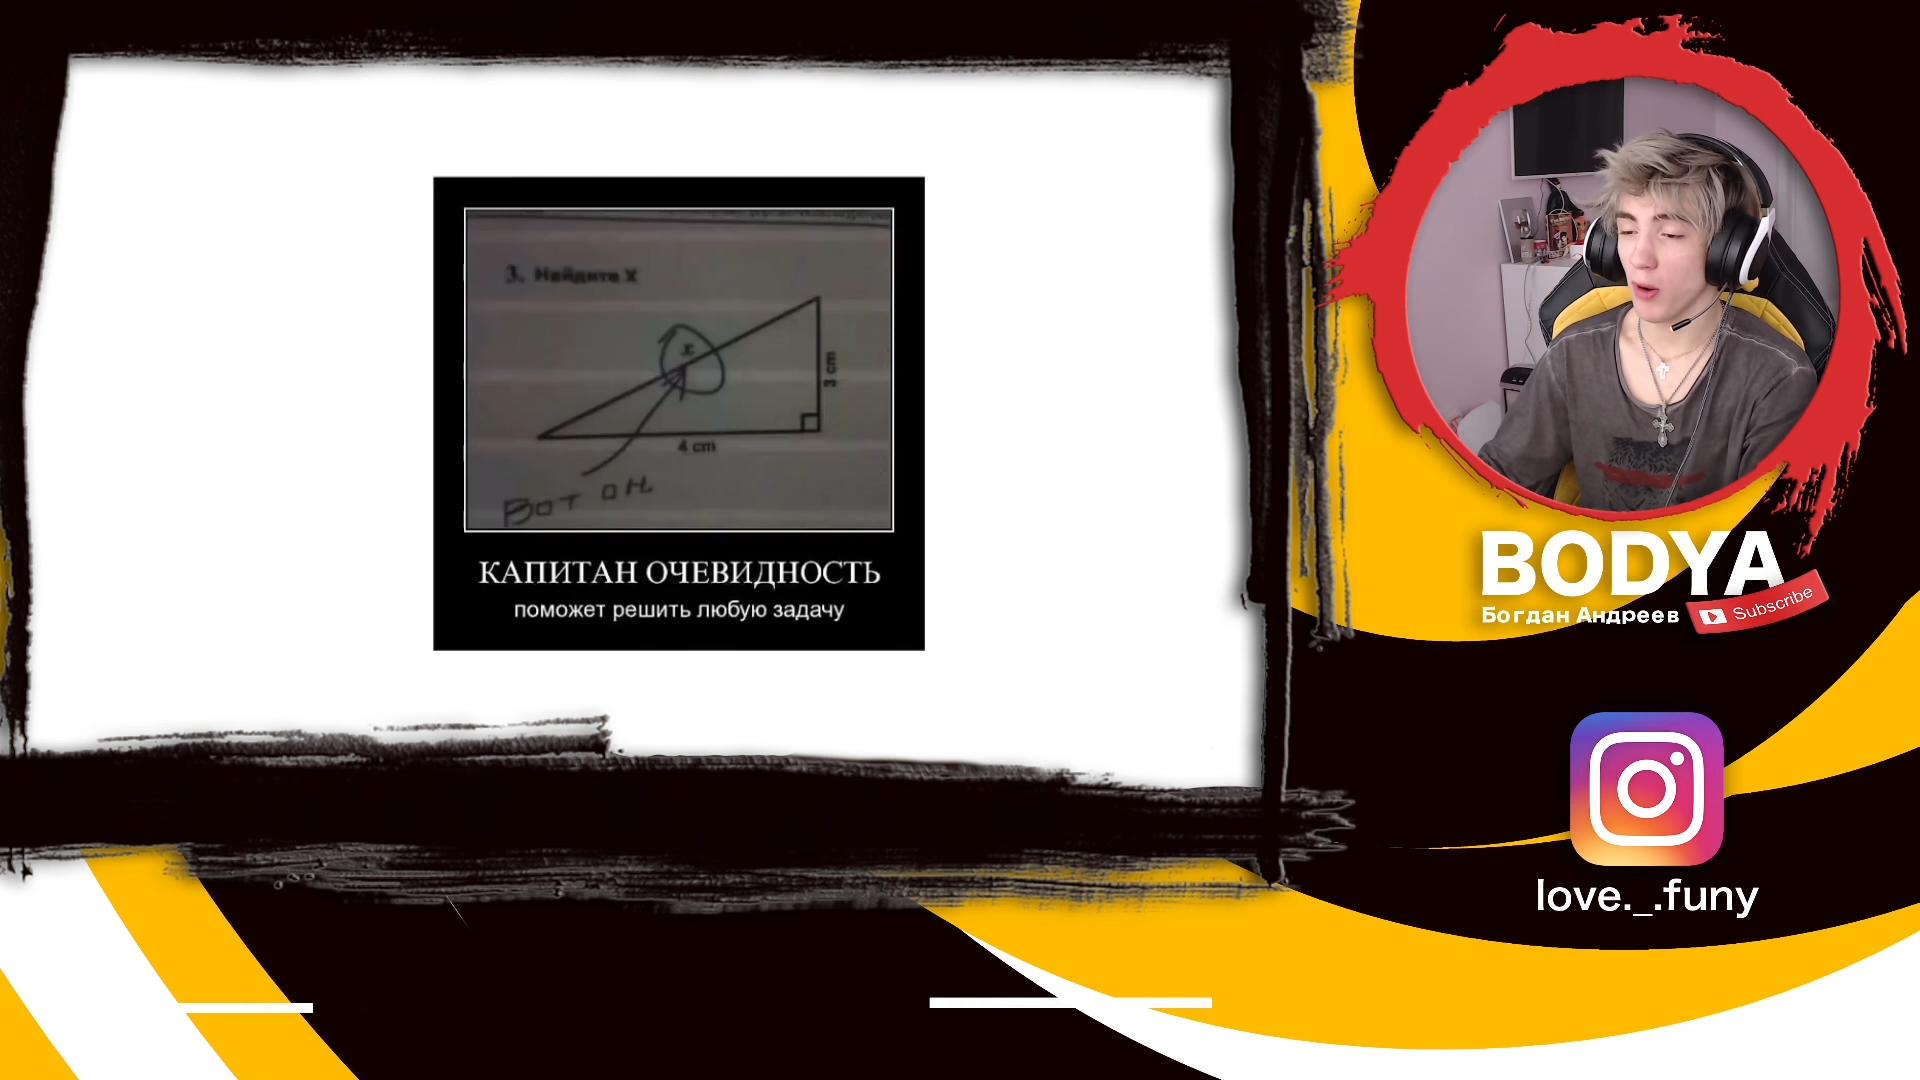 3. Найдите X
x
3 cm
4 cm
Вот он
КАПИТАН ОЧЕВИДНОСТЬ
поможет решить любую задачу
BODYA
Богдан Андреев
Subscribe
love._.funy